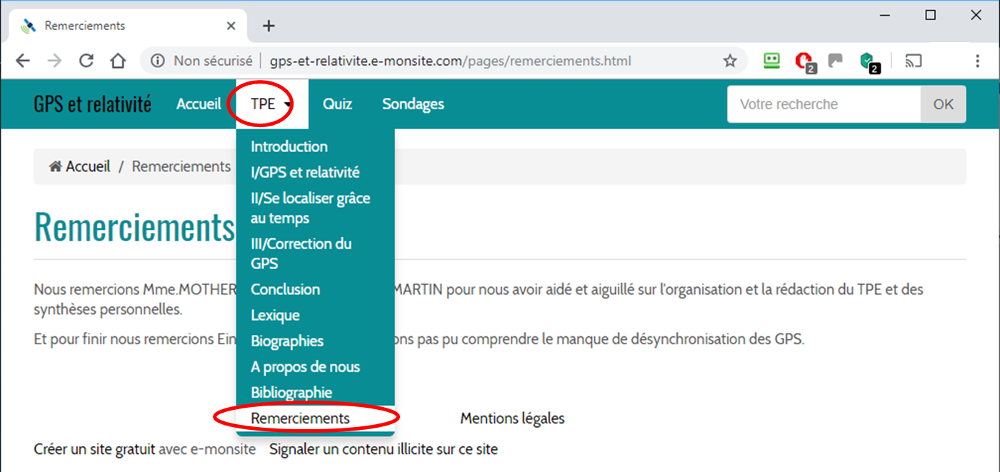 Remerciements
Non sécurisé
gps-et-relativite.e-monsite.com/pages/remerciements.html
2
2
GPS et relativité
Accueil
TPE
Quiz
Sondages
Votre recherche
OK
Introduction
I/GPS et relativité
II/Se localiser grâce
au temps
III/Correction du
GPS
Conclusion
Lexique
Biographies
A propos de nous
Bibliographie
Remerciements
Accueil / Remerciements
Remerciements
Nous remercions Mme.MOTHER MARTIN pour nous avoir aidé et aiguillé sur l'organisation et la rédaction du TPE et des
synthèses personnelles.
Et pour finir nous remercions pas pu comprendre le manque de désynchronisation des GPS.
Mentions légales
Créer un site gratuit avec e-monsite Signaler un contenu illicite sur ce site